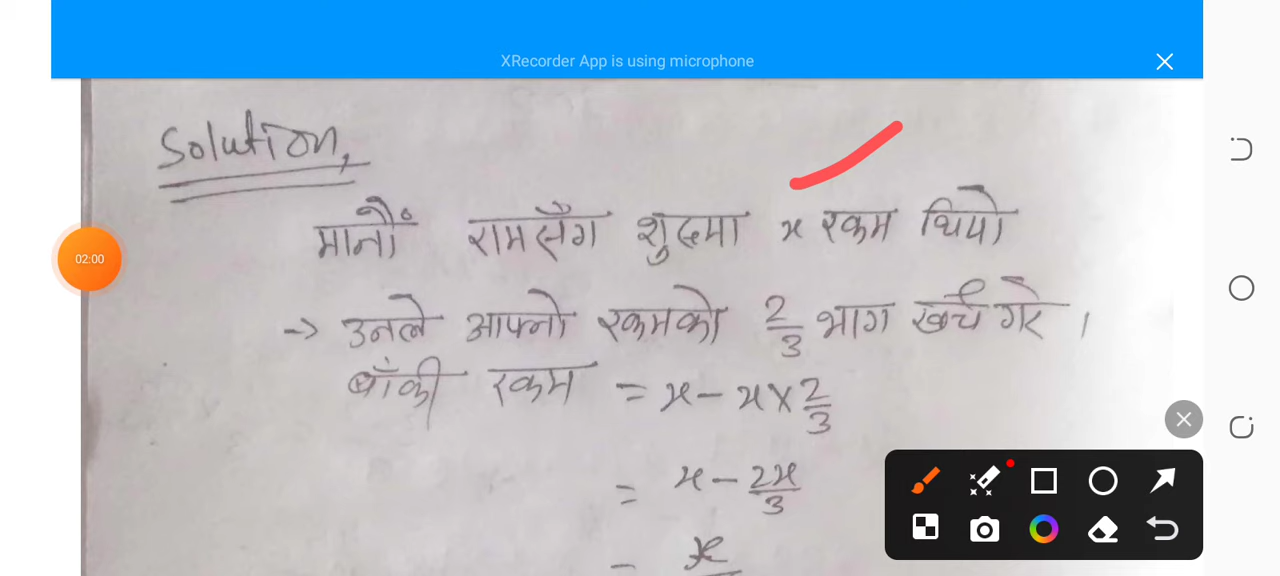 XRecorder App is using microphone
Solution,
02:00
मानौं रामसँग शुरुमा x रकम थियो
→ उनले आफ्नो रकमको 2/3 भाग खर्च गरे ।
बाँकी रकम = x - x × 2/3
= x - 2x/3
= x